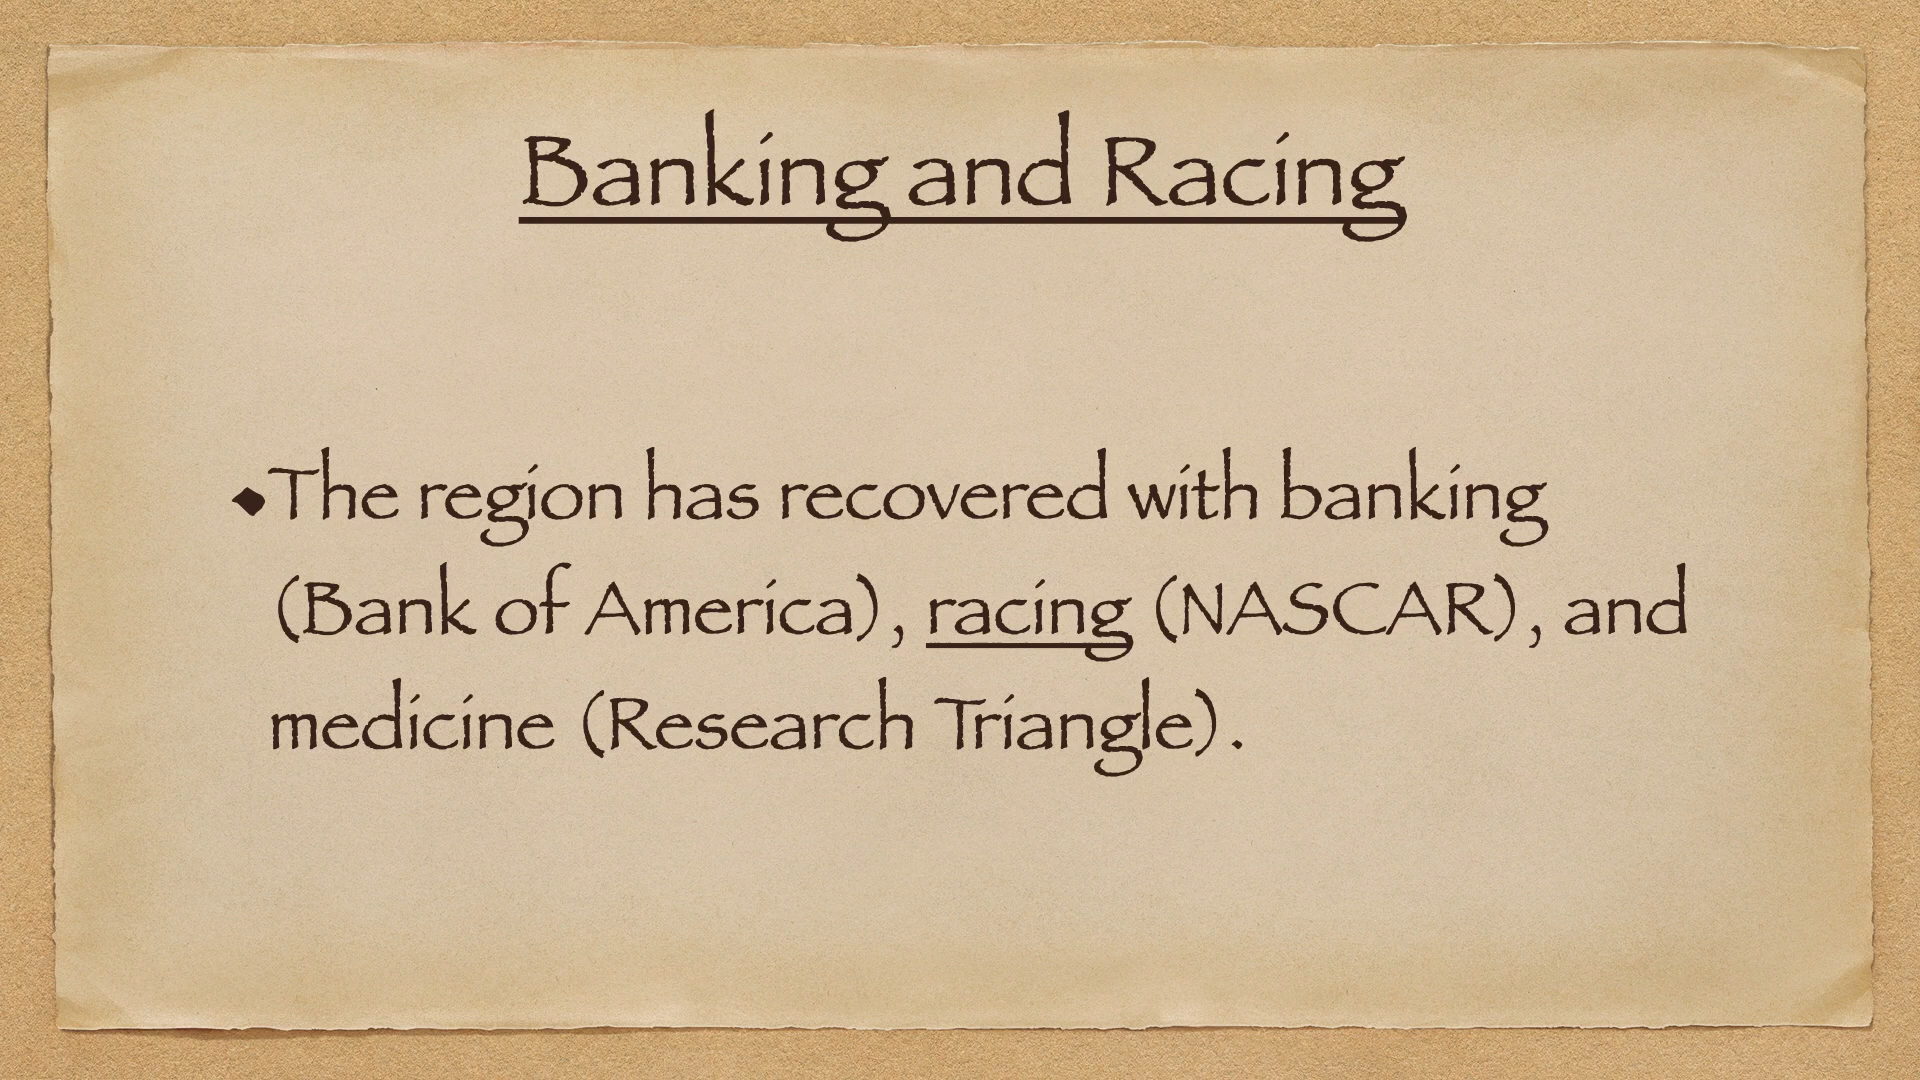 Banking and Racing
The region has recovered with banking
(Bank of America), racing (NASCAR), and
medicine (Research Triangle).